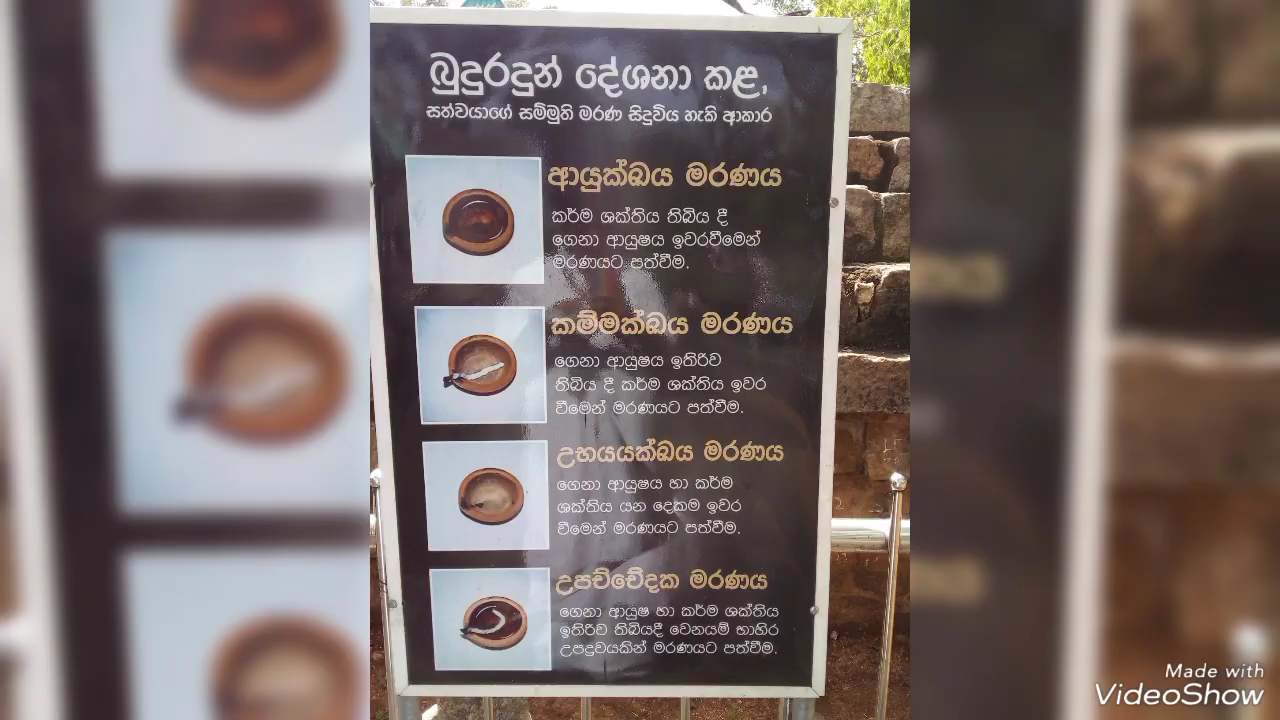 බුදුරදුන් දේශනා කළ,
සත්වයාගේ සම්මුති මරණ සිදුවිය හැකි ආකාර
ආයුක්ඛය මරණය
කර්ම ශක්තිය තිබිය දී
ගෙනා ආයුෂය ඉවරවීමෙන්
මරණයට පත්වීම.
කම්මක්ඛය මරණය
ගෙනා ආයුෂය ඉතිරිව
තිබිය දී කර්ම ශක්තිය ඉවර
වීමෙන් මරණයට පත්වීම.
උභයයක්ඛය මරණය
ගෙනා ආයුෂය හා කර්ම
ශක්තිය යන දෙකම ඉවර
වීමෙන් මරණයට පත්වීම.
උපච්චේදක මරණය
ගෙනා ආයුෂ හා කර්ම ශක්තිය
ඉතිරිව තිබියදී වෙනයම් භාහිර
උපද්‍රවයකින් මරණයට පත්වීම.
Made with
VideoShow